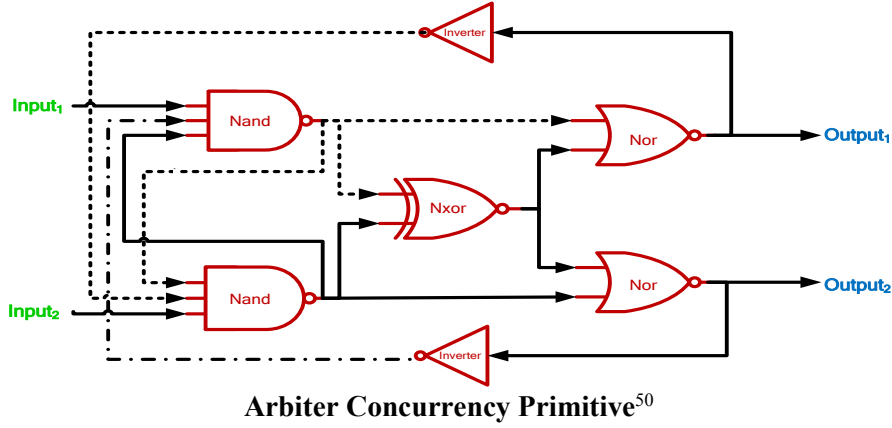 Inverter
Input₁
Nand
Nor
Output₁
Nxor
Input₂
Nand
Nor
Output₂
Inverter
Arbiter Concurrency Primitive⁵⁰